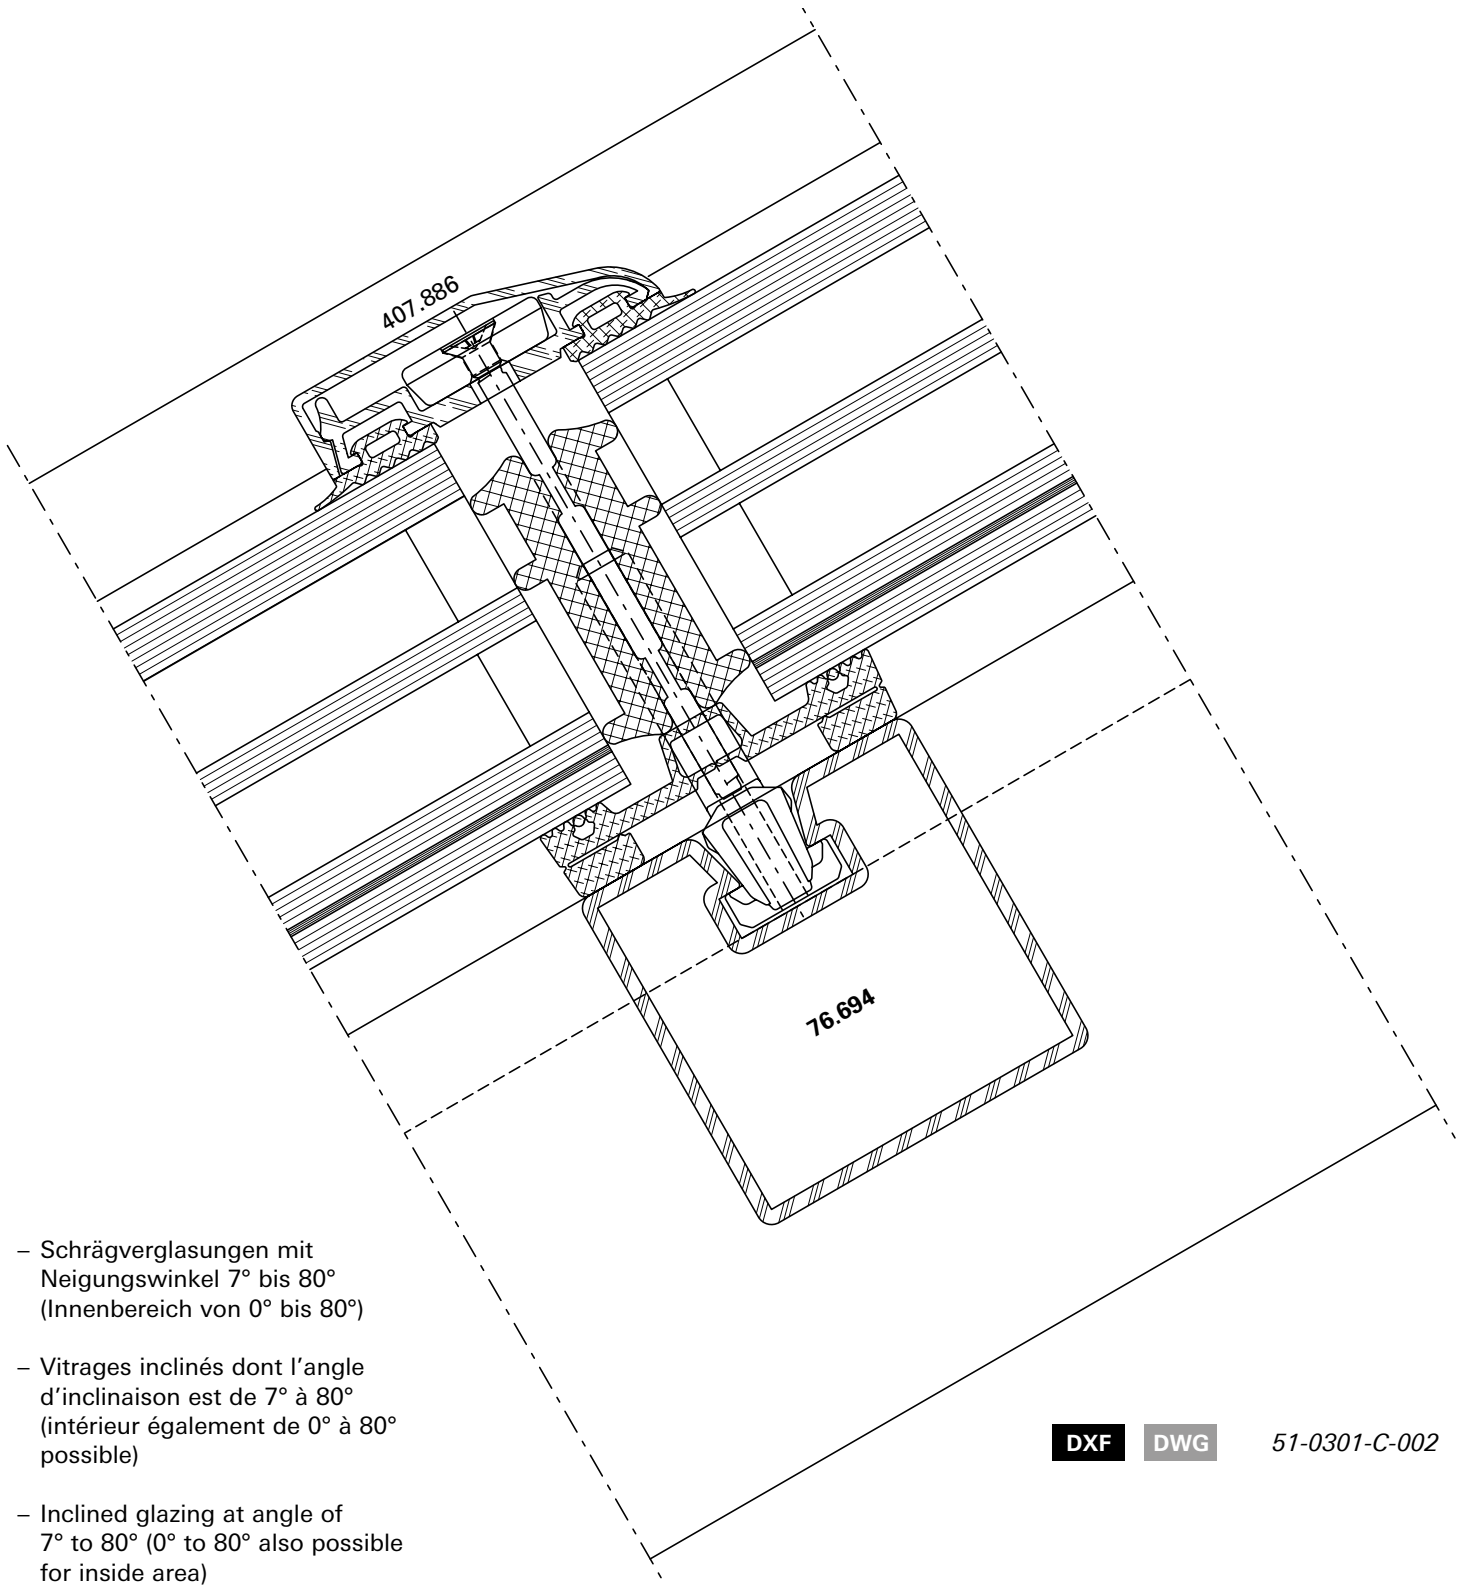 407.886
76.694
– Schrägverglasungen mit
Neigungswinkel 7° bis 80°
(Innenbereich von 0° bis 80°)
– Vitrages inclinés dont l’angle
d’inclinaison est de 7° à 80°
(intérieur également de 0° à 80°
possible)
– Inclined glazing at angle of
7° to 80° (0° to 80° also possible
for inside area)
DXF DWG 51-0301-C-002